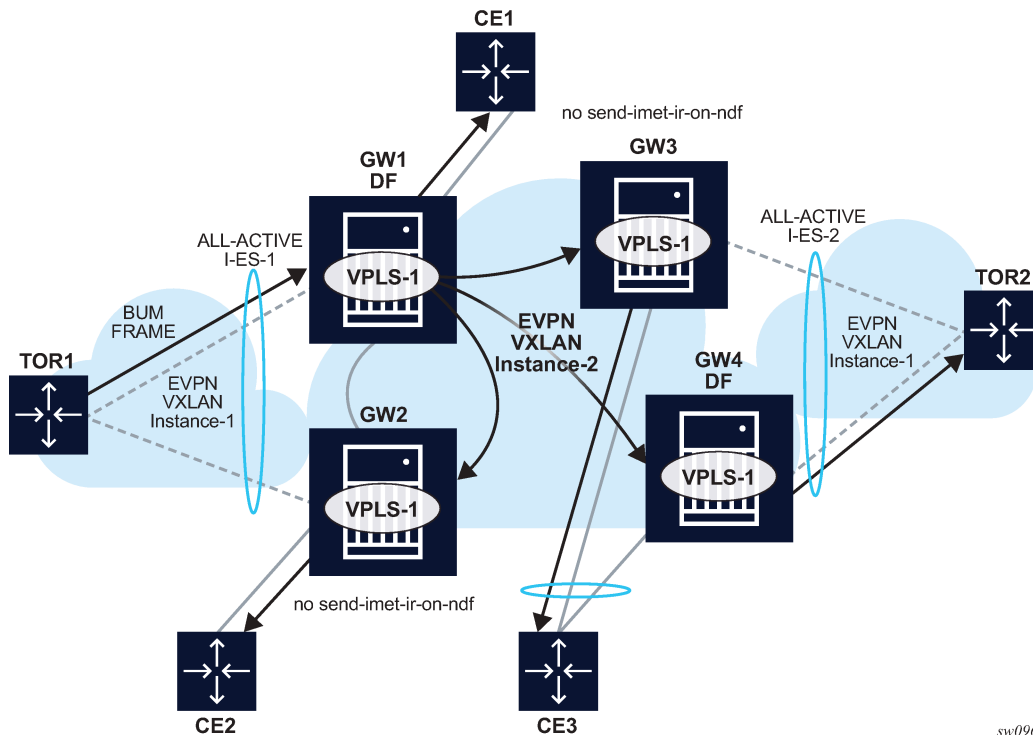 CE1
no send-imet-ir-on-ndf
GW3
GW1
DF
ALL-ACTIVE
I-ES-1
ALL-ACTIVE
I-ES-2
VPLS-1
VPLS-1
TOR2
BUM
FRAME
EVPN
VXLAN
Instance-2
EVPN
VXLAN
Instance-1
TOR1
EVPN
VXLAN
Instance-1
GW4
DF
GW2
VPLS-1
VPLS-1
no send-imet-ir-on-ndf
CE2
CE3